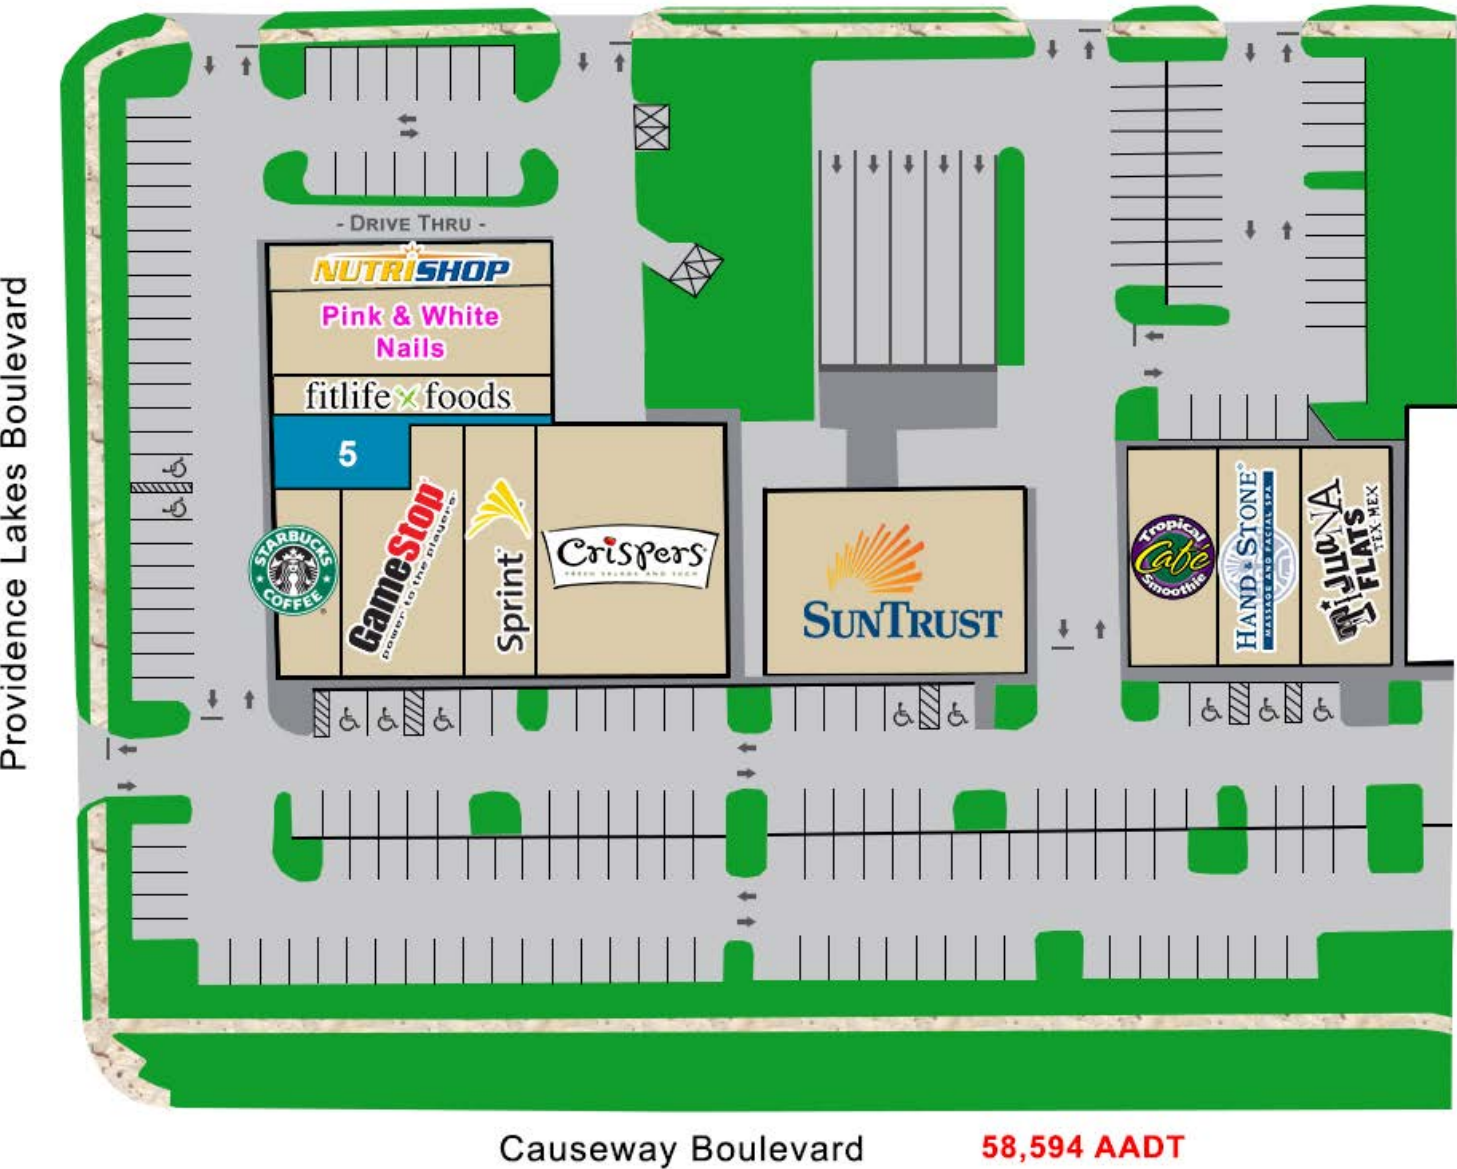 - DRIVE THRU -
NUTRISHOP
Pink & White
Nails
fitlife foods
5
STARBUCKS
COFFEE
GameStop
power to the players
Sprint
Crispers
SUNTRUST
Tropical
Café
Smoothie
HAND & STONE
MASSAGE AND FACIAL SPA
TiJuaNA
FLATS
TEX-MEX
Providence Lakes Boulevard
Causeway Boulevard
58,594 AADT